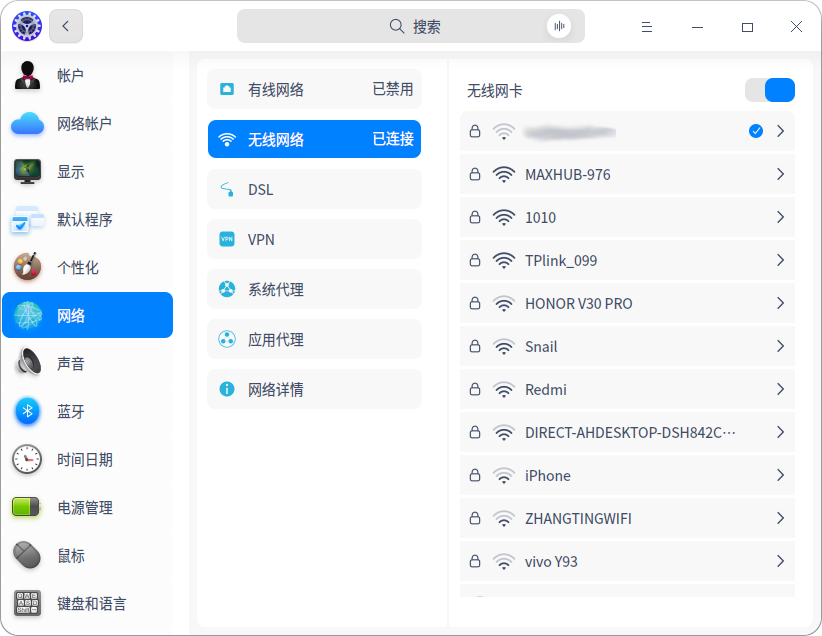 搜索
帐户
网络帐户
显示
默认程序
个性化
网络
声音
蓝牙
时间日期
电源管理
鼠标
键盘和语言
有线网络 已禁用
无线网络 已连接
DSL
VPN VPN
系统代理
应用代理
网络详情
无线网卡
MAXHUB-976
1010
TPlink_099
HONOR V30 PRO
Snail
Redmi
DIRECT-AHDESKTOP-DSH842C⋯
iPhone
ZHANGTINGWIFI
vivo Y93